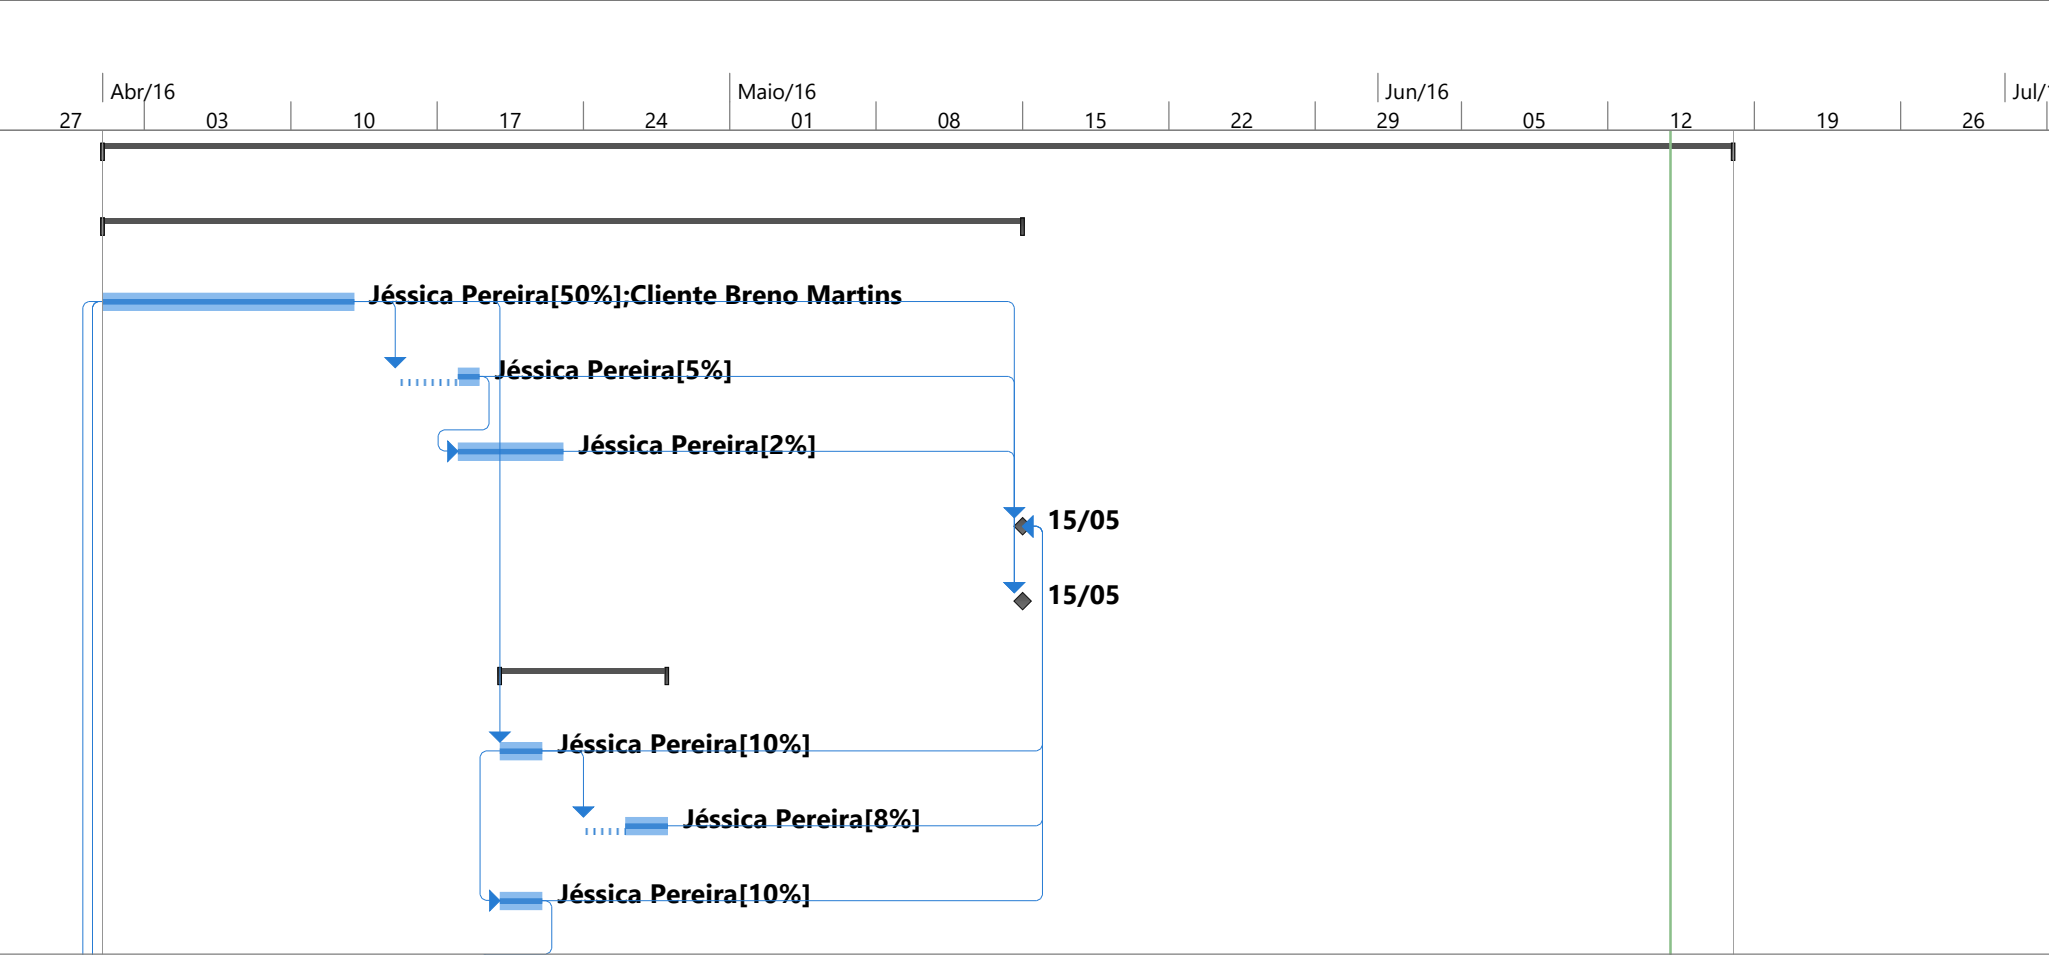 Abr/16 Maio/16 Jun/16 Jul/
27 03 10 17 24 01 08 15 22 29 05 12 19 26
Jéssica Pereira[50%];Cliente Breno Martins
Jéssica Pereira[5%]
Jéssica Pereira[2%]
15/05
15/05
Jéssica Pereira[10%]
Jéssica Pereira[8%]
Jéssica Pereira[10%]